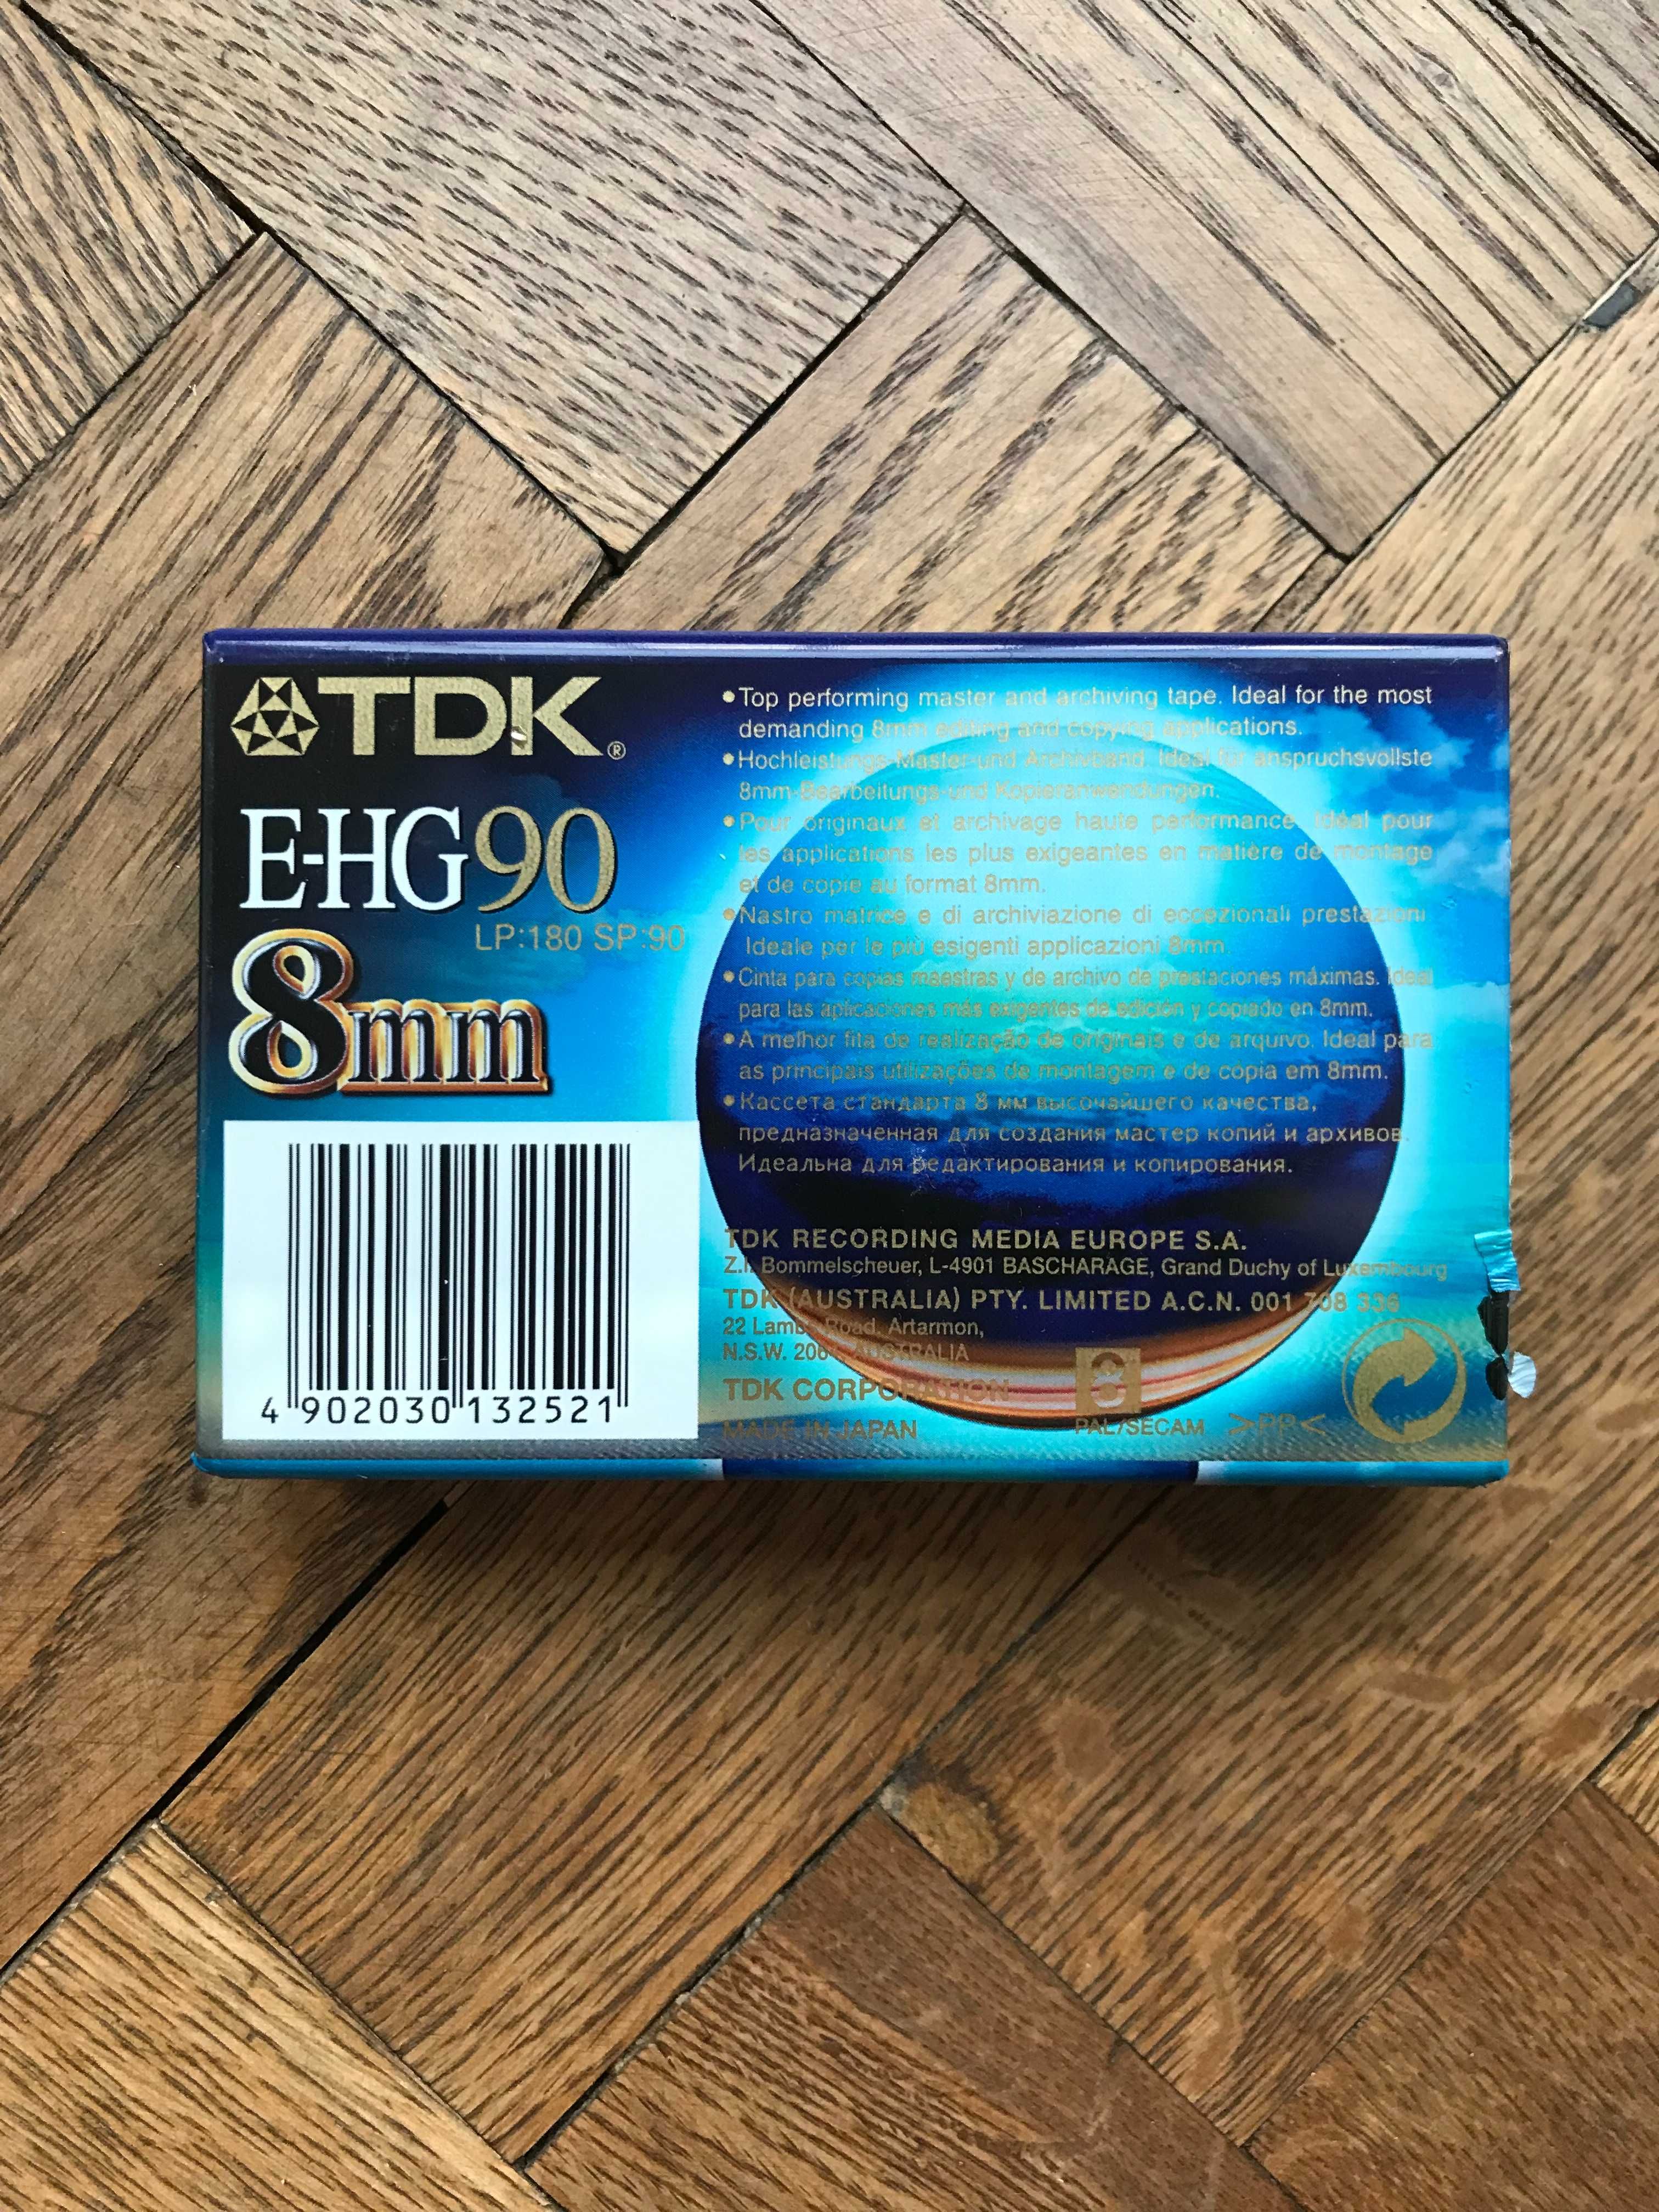 TDK®
E-HG90
LP:180 SP:90
8mm
4 902030 132521
•Top performing master and archiving tape. Ideal for the most
demanding 8mm editing and copying applications.
•Hochleistungs-Master-und Archivband. Ideal für anspruchsvollste
8mm-Bearbeitungs-und Kopieranwendungen.
•Pour originaux et archivage haute performance. Idéal pour
les applications les plus exigeantes en matière de montage
et de copie au format 8mm.
•Nastro matrice e di archiviazione di eccezionali prestazioni
Ideale per le più esigenti applicazioni 8mm.
•Cinta para copias maestras y de archivo de prestaciones máximas. Ideal
para las aplicaciones más exigentes de edición y copiado en 8mm.
•A melhor fita de realização de originais e de arquivo. Ideal para
as principais utilizações de montagem e de cópia em 8mm.
•Кассета стандарта 8 мм высочайшего качества,
предназначенная для создания мастер копий и архивов.
Идеальна для редактирования и копирования.
TDK RECORDING MEDIA EUROPE S.A.
Z.I. Bommelscheuer, L-4901 BASCHARAGE, Grand Duchy of Luxembourg
TDK (AUSTRALIA) PTY. LIMITED A.C.N. 001 708 336
22 Lambs Road, Artarmon,
N.S.W. AUSTRALIA
TDK CORPORATION
MADE IN JAPAN
8
PAL/SECAM >PP<